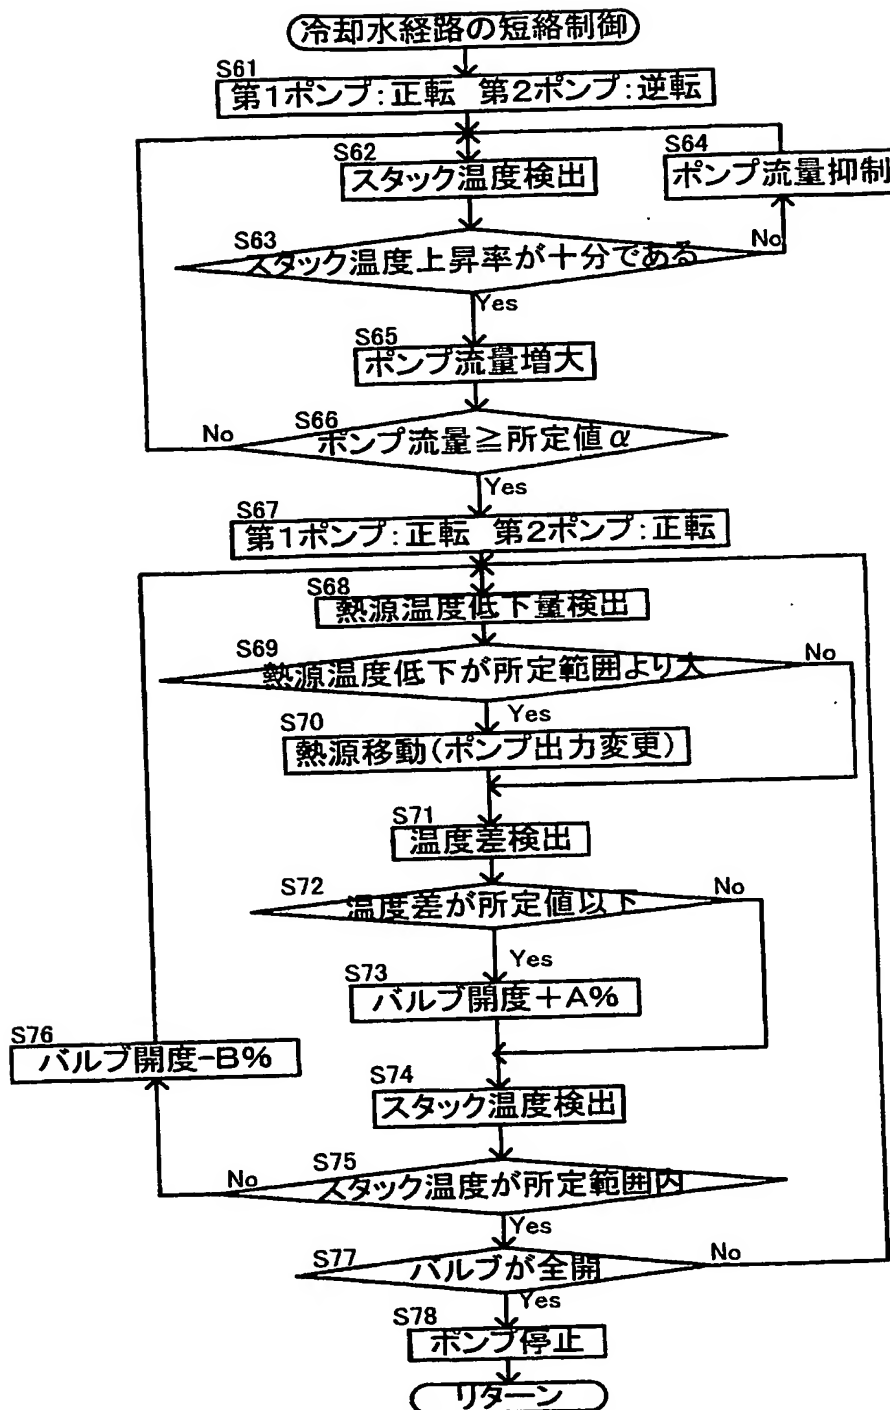 冷却水経路の短絡制御
S61
第1ポンプ:正転 第2ポンプ:逆転
S62
スタック温度検出
S64
ポンプ流量抑制
S63
スタック温度上昇率が十分である
No
Yes
S65
ポンプ流量増大
S66
ポンプ流量≧所定値α
No
Yes
S67
第1ポンプ:正転 第2ポンプ:正転
S68
熱源温度低下量検出
S69
熱源温度低下が所定範囲より大
No
Yes
S70
熱源移動(ポンプ出力変更)
S71
温度差検出
S72
温度差が所定値以下
No
Yes
S73
バルブ開度+A%
S76
バルブ開度-B%
S74
スタック温度検出
S75
スタック温度が所定範囲内
No
Yes
S77
バルブが全開
No
Yes
S78
ポンプ停止
リターン